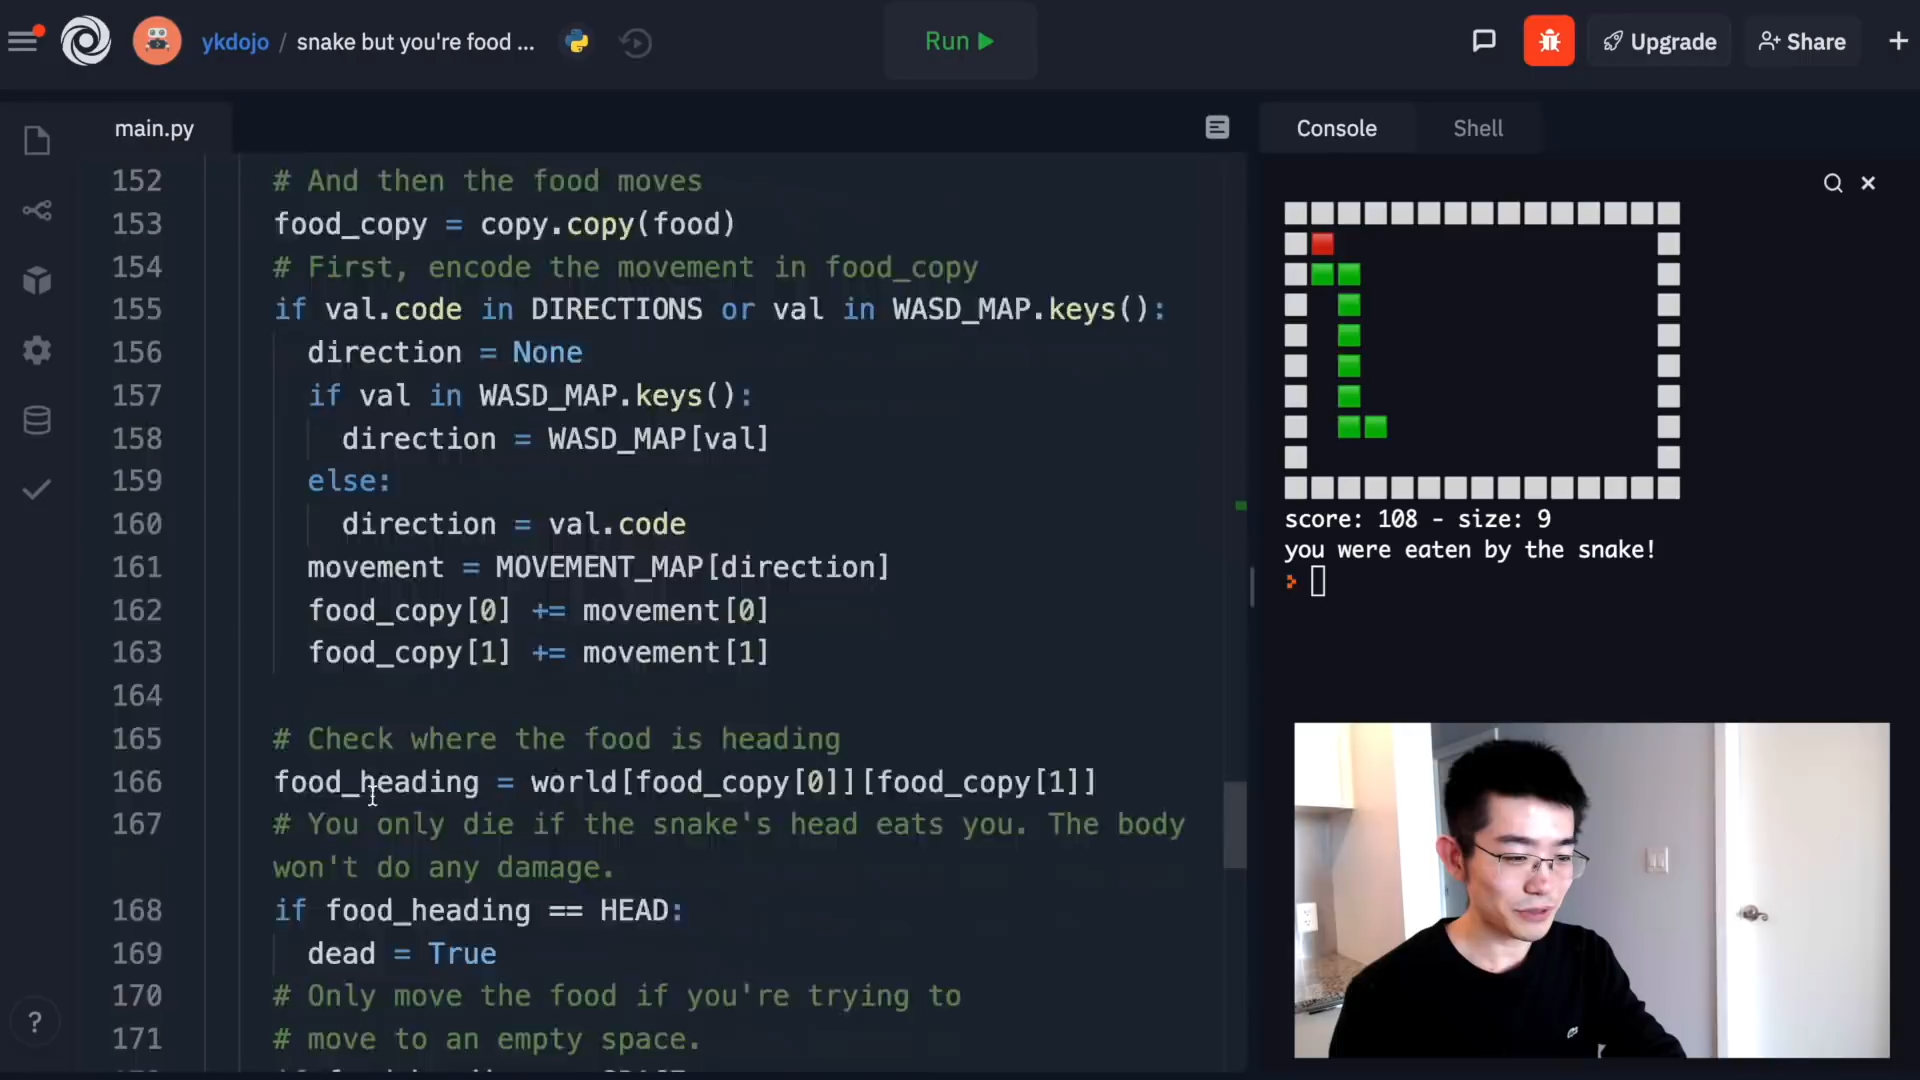 ykdojo / snake but you're food ...
Run
Upgrade
Share
main.py
Console
Shell
152 # And then the food moves
153 food_copy = copy.copy(food)
154 # First, encode the movement in food_copy
155 if val.code in DIRECTIONS or val in WASD_MAP.keys():
156 direction = None
157 if val in WASD_MAP.keys():
158 direction = WASD_MAP[val]
159 else:
160 direction = val.code
161 movement = MOVEMENT_MAP[direction]
162 food_copy[0] += movement[0]
163 food_copy[1] += movement[1]
164
165 # Check where the food is heading
166 food_heading = world[food_copy[0]][food_copy[1]]
167 # You only die if the snake's head eats you. The body
won't do any damage.
168 if food_heading == HEAD:
169 dead = True
170 # Only move the food if you're trying to
171 # move to an empty space.
score: 108 - size: 9
you were eaten by the snake!
?